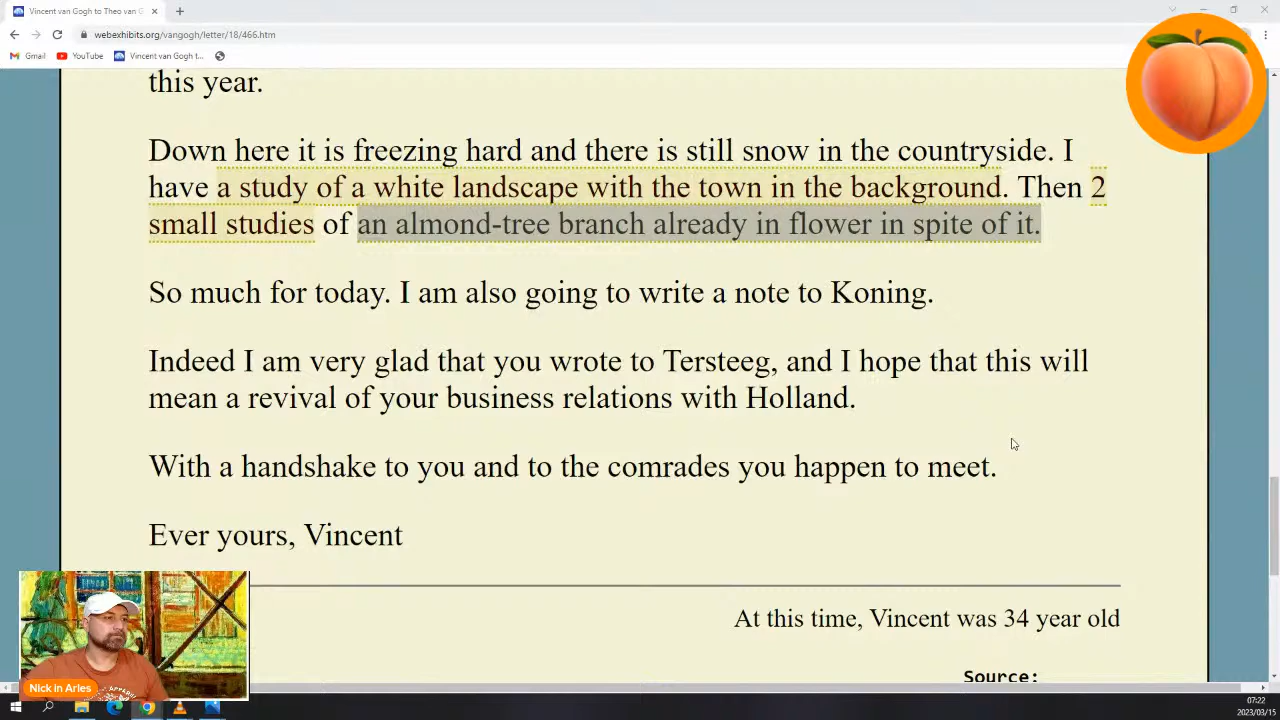 Vincent van Gogh to Theo van G
webexhibits.org/vangogh/letter/18/466.htm
Gmail
YouTube
Vincent van Gogh t...
this year.
Down here it is freezing hard and there is still snow in the countryside. I
have a study of a white landscape with the town in the background. Then 2
small studies of an almond-tree branch already in flower in spite of it.
So much for today. I am also going to write a note to Koning.
Indeed I am very glad that you wrote to Tersteeg, and I hope that this will
mean a revival of your business relations with Holland.
With a handshake to you and to the comrades you happen to meet.
Ever yours, Vincent
At this time, Vincent was 34 year old
Source:
Nick in Arles
07:22
2023/03/15